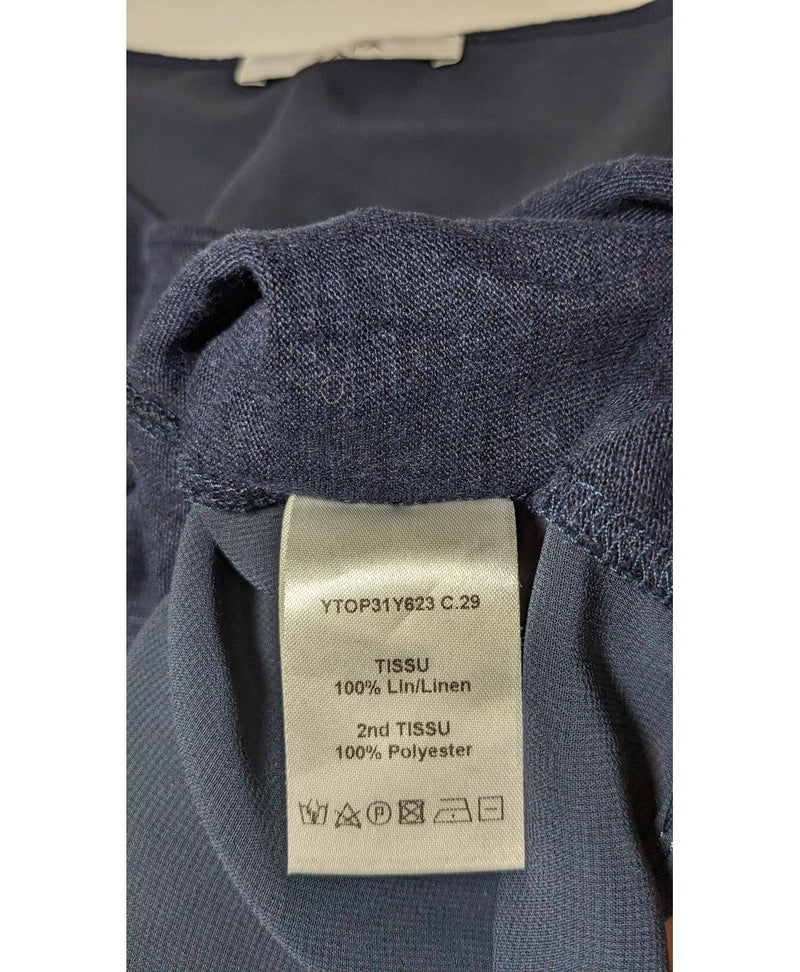 YTOP31Y623 C.29
TISSU
100% Lin/Linen
2nd TISSU
100% Polyester
P